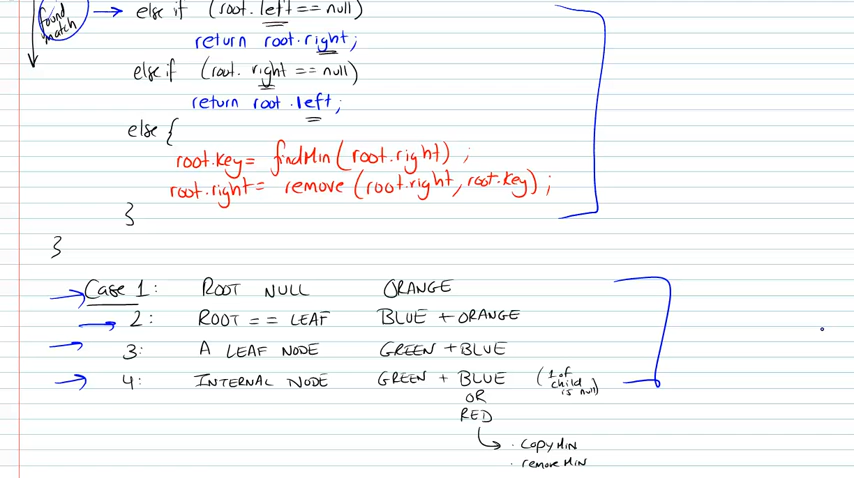 found
match
else if (root.left == null)
return root.right;
else if (root.right == null)
return root.left;
else {
root.key = findMin(root.right);
root.right = remove(root.right, root.key);
}
}
Case 1: ROOT NULL ORANGE
2: ROOT == LEAF BLUE + ORANGE
3: A LEAF NODE GREEN + BLUE
4: INTERNAL NODE GREEN + BLUE (1 of child is null)
OR
RED
. COPY MIN
. remove MIN